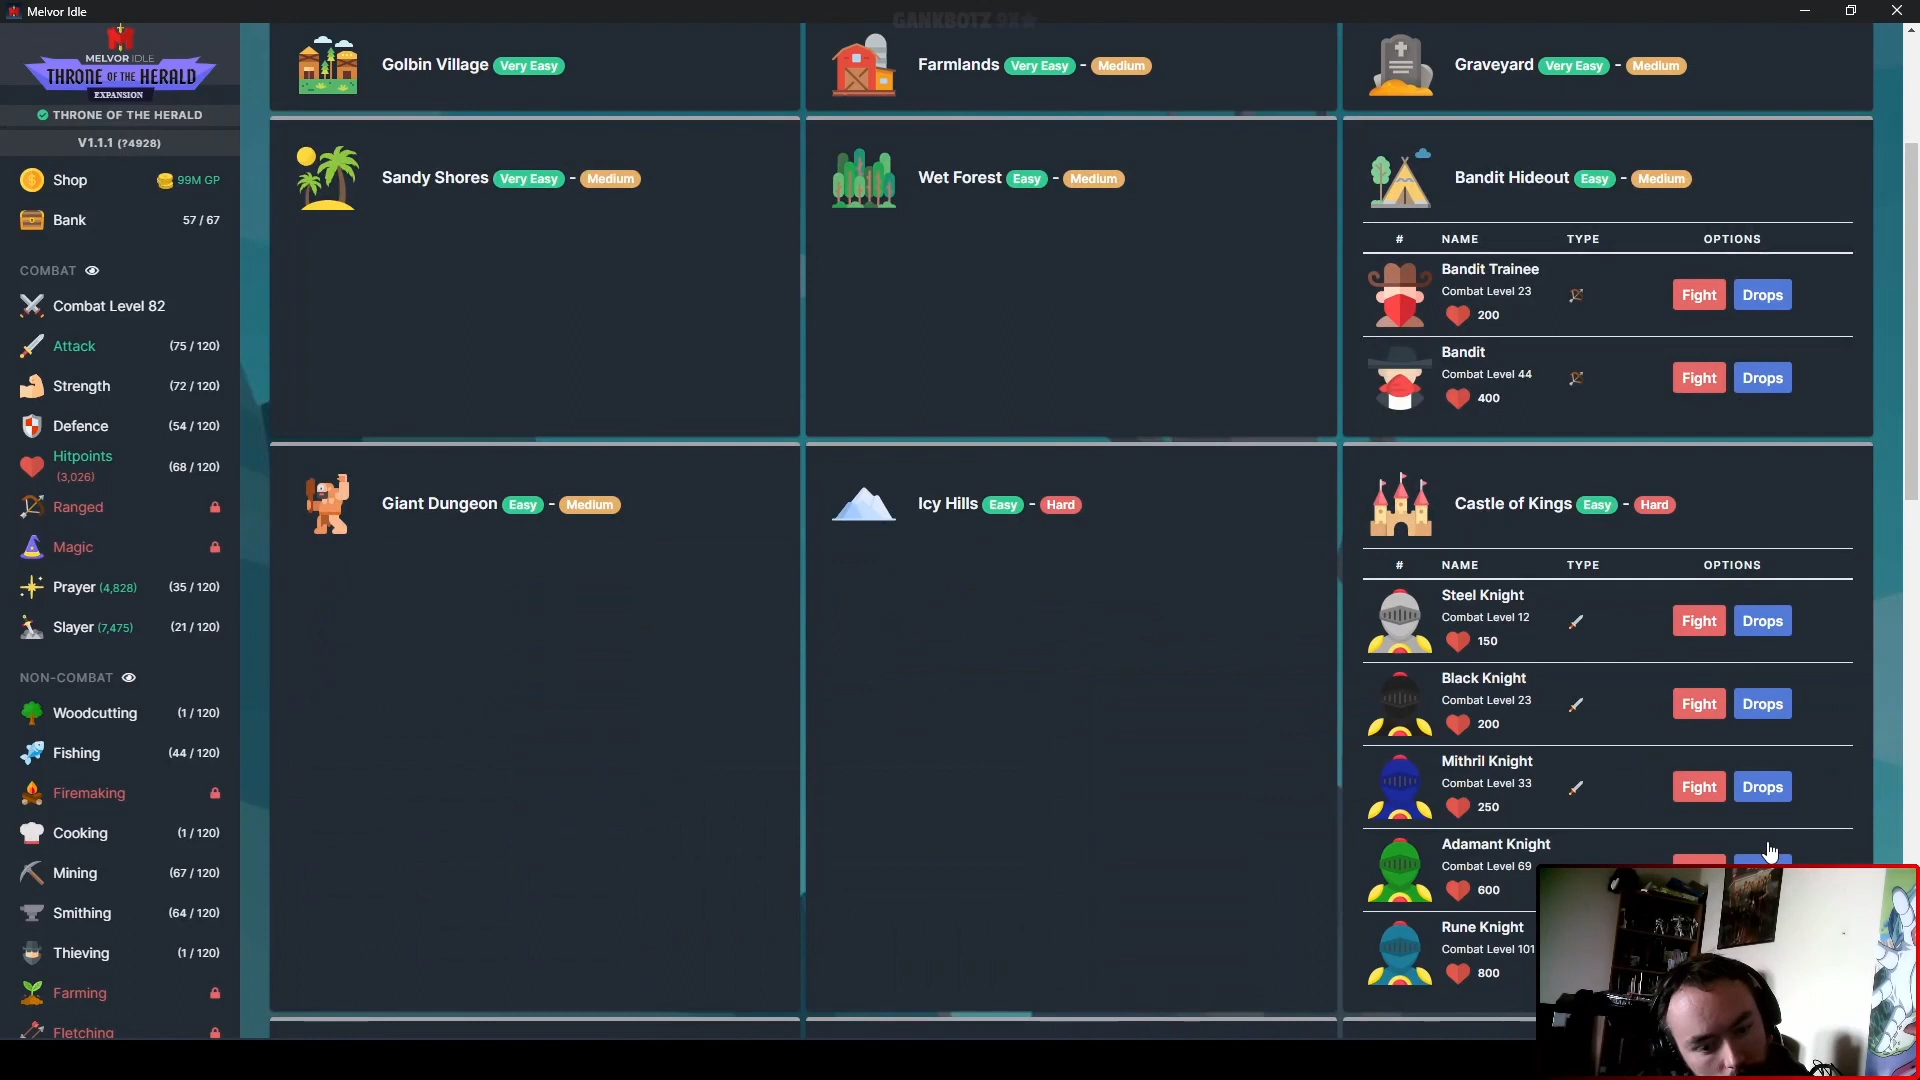 Melvor Idle
GANKBOTZ
MELVOR IDLE
THRONE OF THE HERALD
EXPANSION
THRONE OF THE HERALD
V1.1.1 (?4928)
Shop 99M GP
Bank 57 / 67
COMBAT
Combat Level 82
Attack (75 / 120)
Strength (72 / 120)
Defence (54 / 120)
Hitpoints (3,026) (68 / 120)
Ranged
Magic
Prayer (4,828) (35 / 120)
Slayer (7,475) (21 / 120)
NON-COMBAT
Woodcutting (1 / 120)
Fishing (44 / 120)
Firemaking
Cooking (1 / 120)
Mining (67 / 120)
Smithing (64 / 120)
Thieving (1 / 120)
Farming
Fletching
Golbin Village Very Easy
Farmlands Very Easy - Medium
Graveyard Very Easy - Medium
Sandy Shores Very Easy - Medium
Wet Forest Easy - Medium
Bandit Hideout Easy - Medium
# NAME TYPE OPTIONS
Bandit Trainee
Combat Level 23
200
Fight Drops
Bandit
Combat Level 44
400
Fight Drops
Giant Dungeon Easy - Medium
Icy Hills Easy - Hard
Castle of Kings Easy - Hard
# NAME TYPE OPTIONS
Steel Knight
Combat Level 12
150
Fight Drops
Black Knight
Combat Level 23
200
Fight Drops
Mithril Knight
Combat Level 33
250
Fight Drops
Adamant Knight
Combat Level 69
600
Rune Knight
Combat Level 101
800